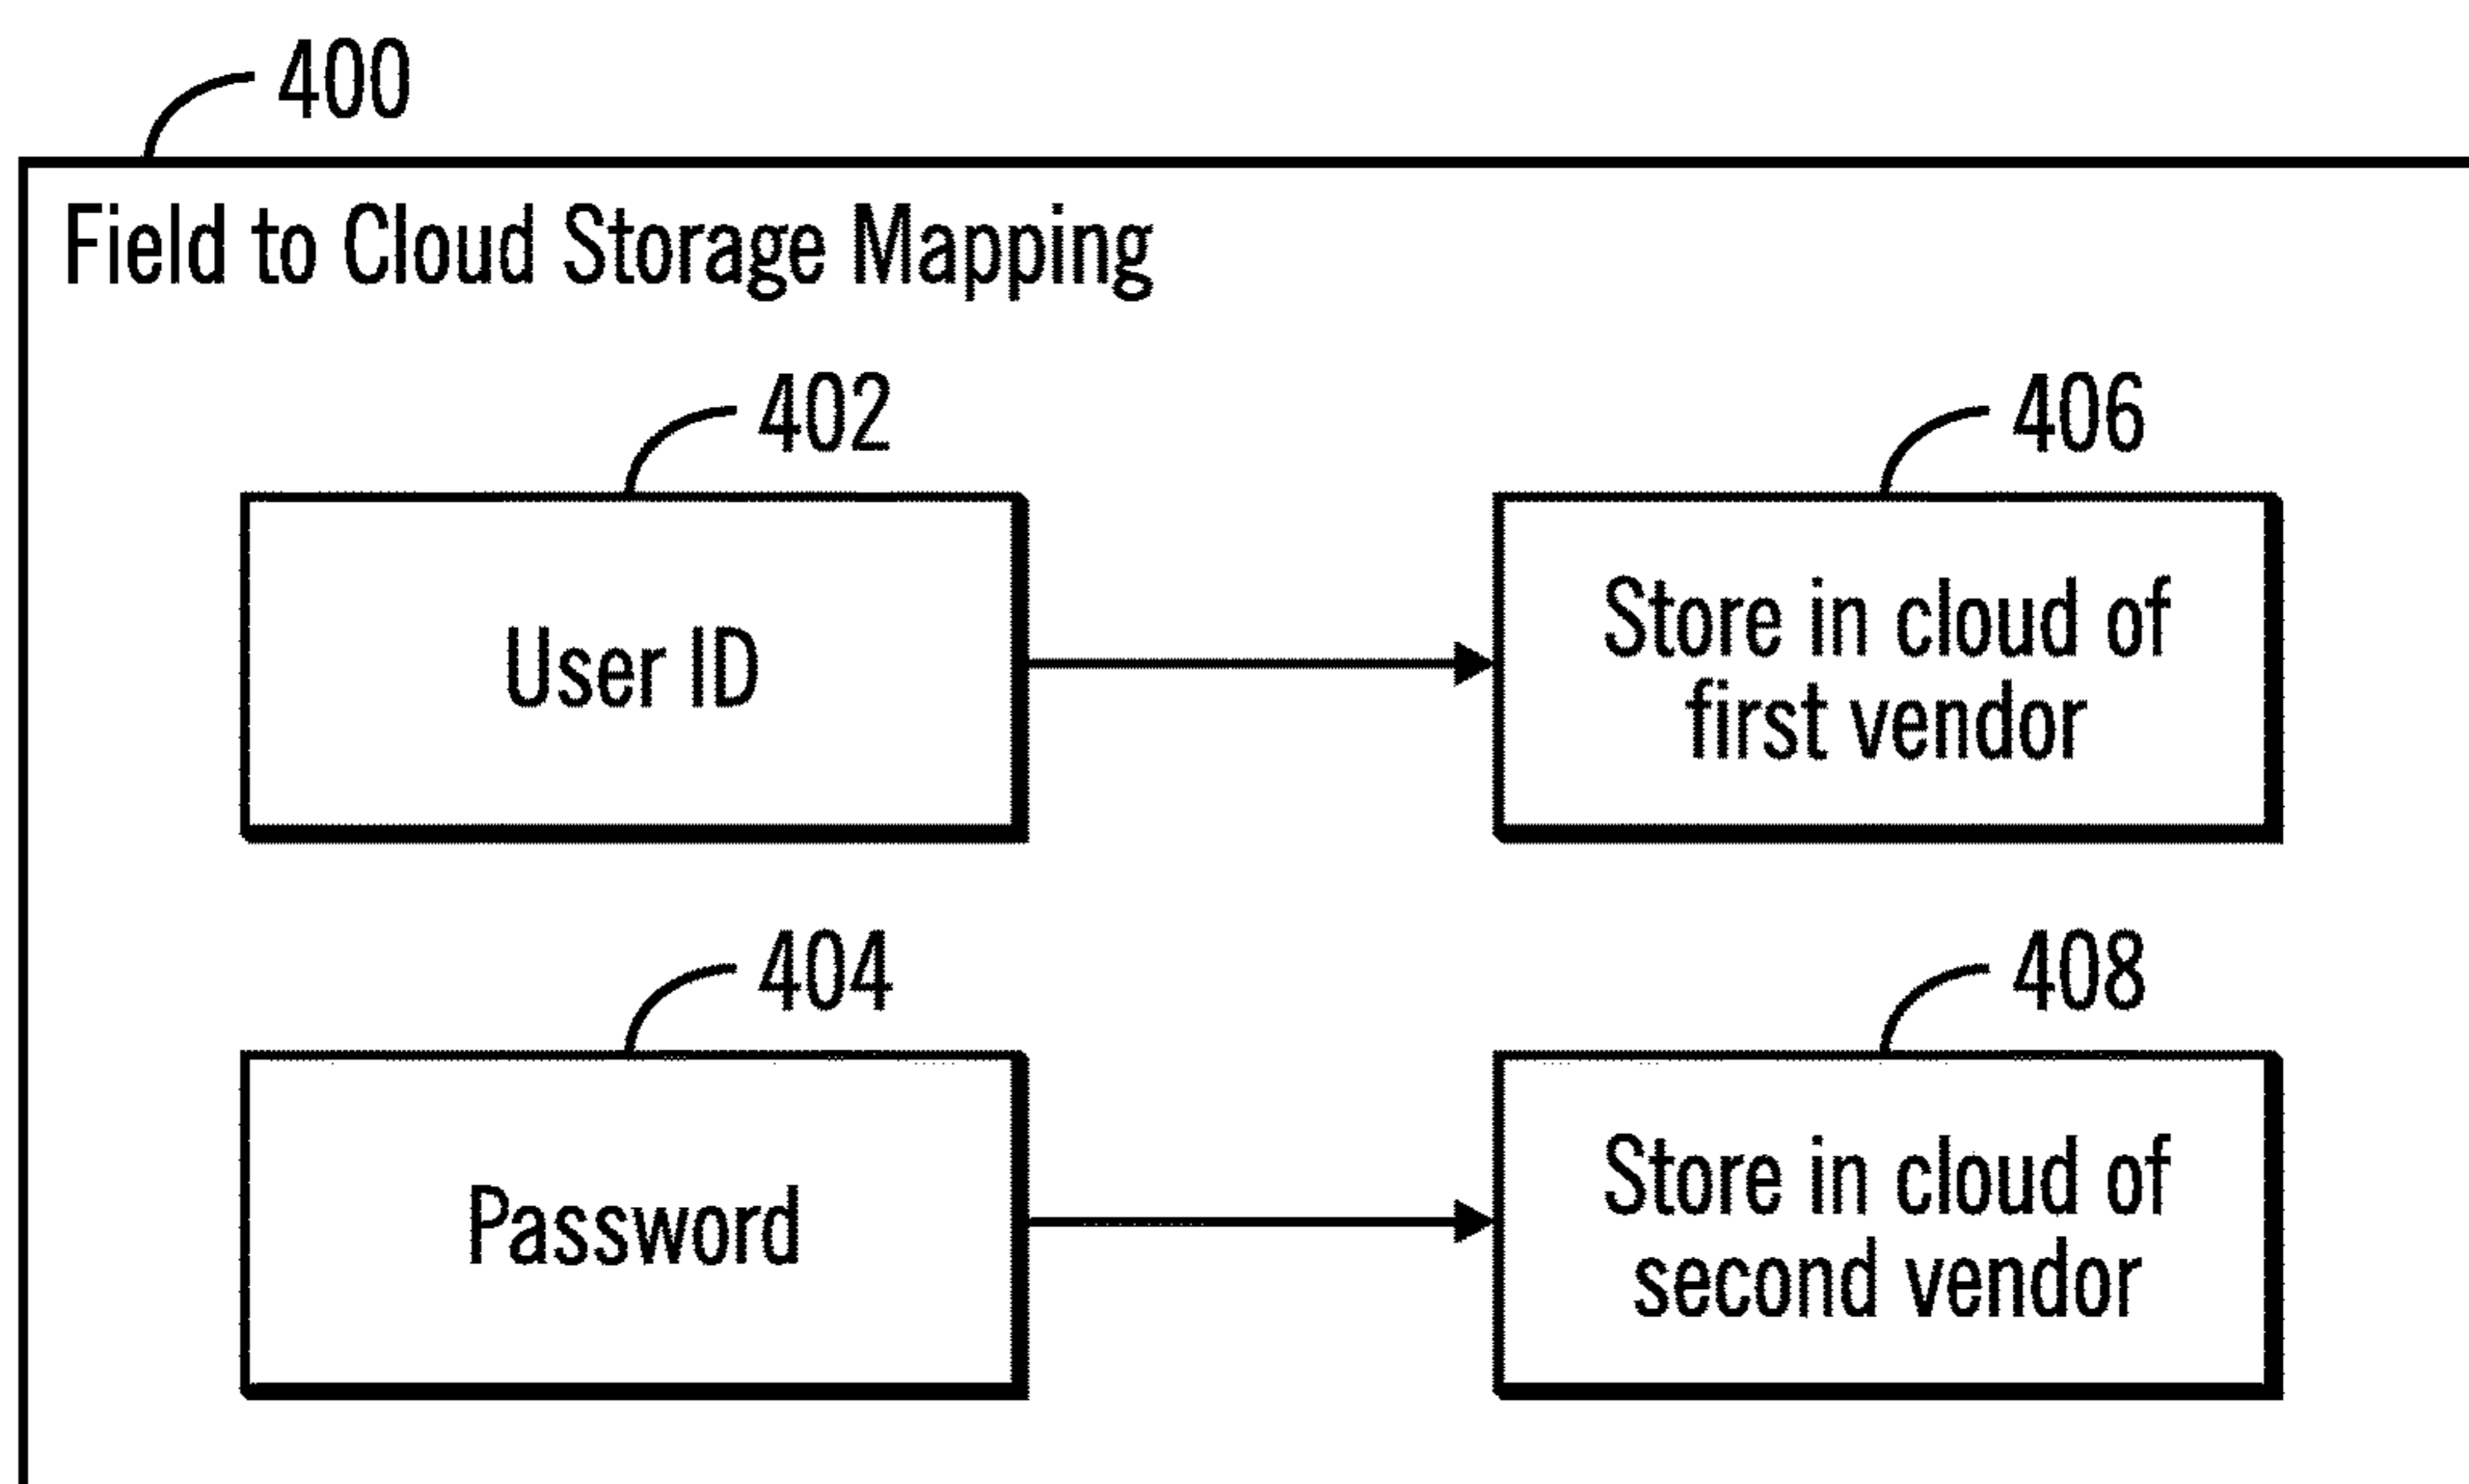 400
Field to Cloud Storage Mapping
402
406
User ID
Store in cloud of
first vendor
404
408
Password
Store in cloud of
second vendor